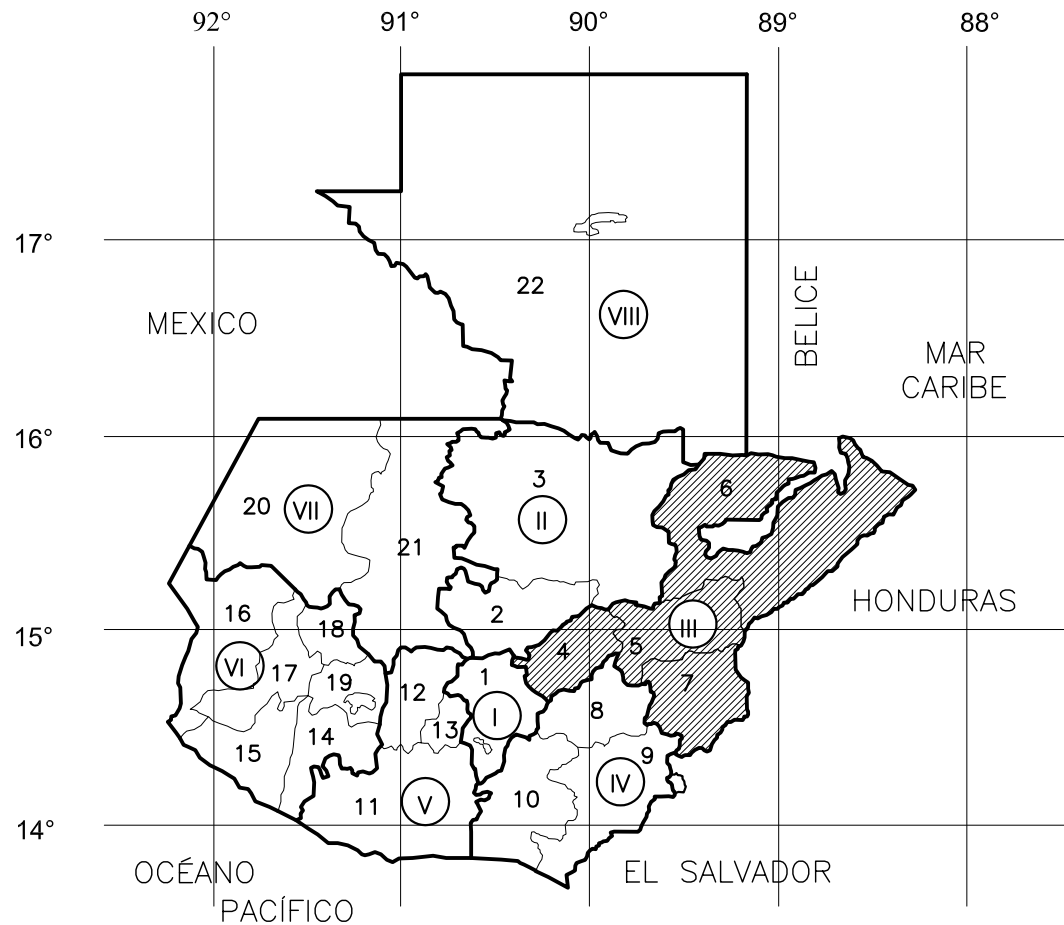 92° 91° 90° 89° 88°
17°
22
VIII
BELICE
MEXICO
MAR
CARIBE
16°
3
6
20
VII
II
21
HONDURAS
16
2
15°
18
III
VI
4
5
17
1
19
12
7
I
8
13
14
15
9
IV
10
11
V
14°
OCÉANO
PACÍFICO
EL SALVADOR